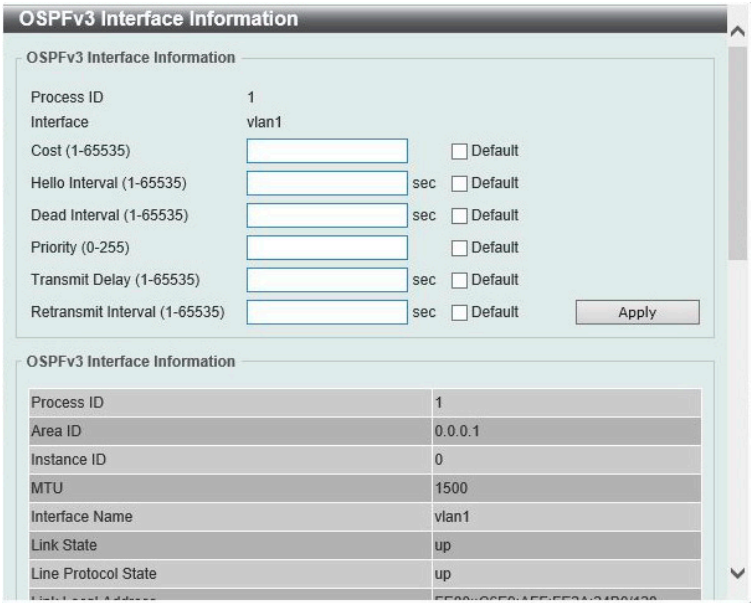 OSPFv3 Interface Information
OSPFv3 Interface Information
Process ID 1
Interface vlan1
Cost (1-65535) Default
Hello Interval (1-65535) sec Default
Dead Interval (1-65535) sec Default
Priority (0-255) Default
Transmit Delay (1-65535) sec Default
Retransmit Interval (1-65535) sec Default Apply
OSPFv3 Interface Information
Process ID 1
Area ID 0.0.0.1
Instance ID 0
MTU 1500
Interface Name vlan1
Link State up
Line Protocol State up
Link Local Address